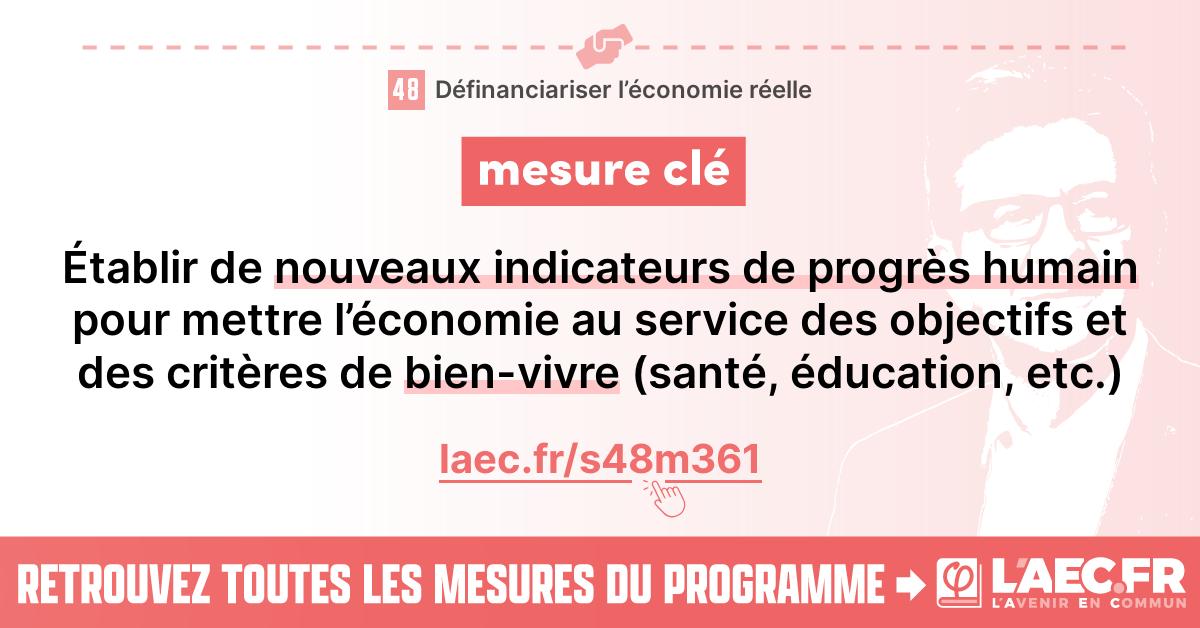 48 Définanciariser l’économie réelle
mesure clé
Établir de nouveaux indicateurs de progrès humain
pour mettre l’économie au service des objectifs et
des critères de bien-vivre (santé, éducation, etc.)
laec.fr/s48m361
RETROUVEZ TOUTES LES MESURES DU PROGRAMME
L'AEC.FR
L'AVENIR EN COMMUN